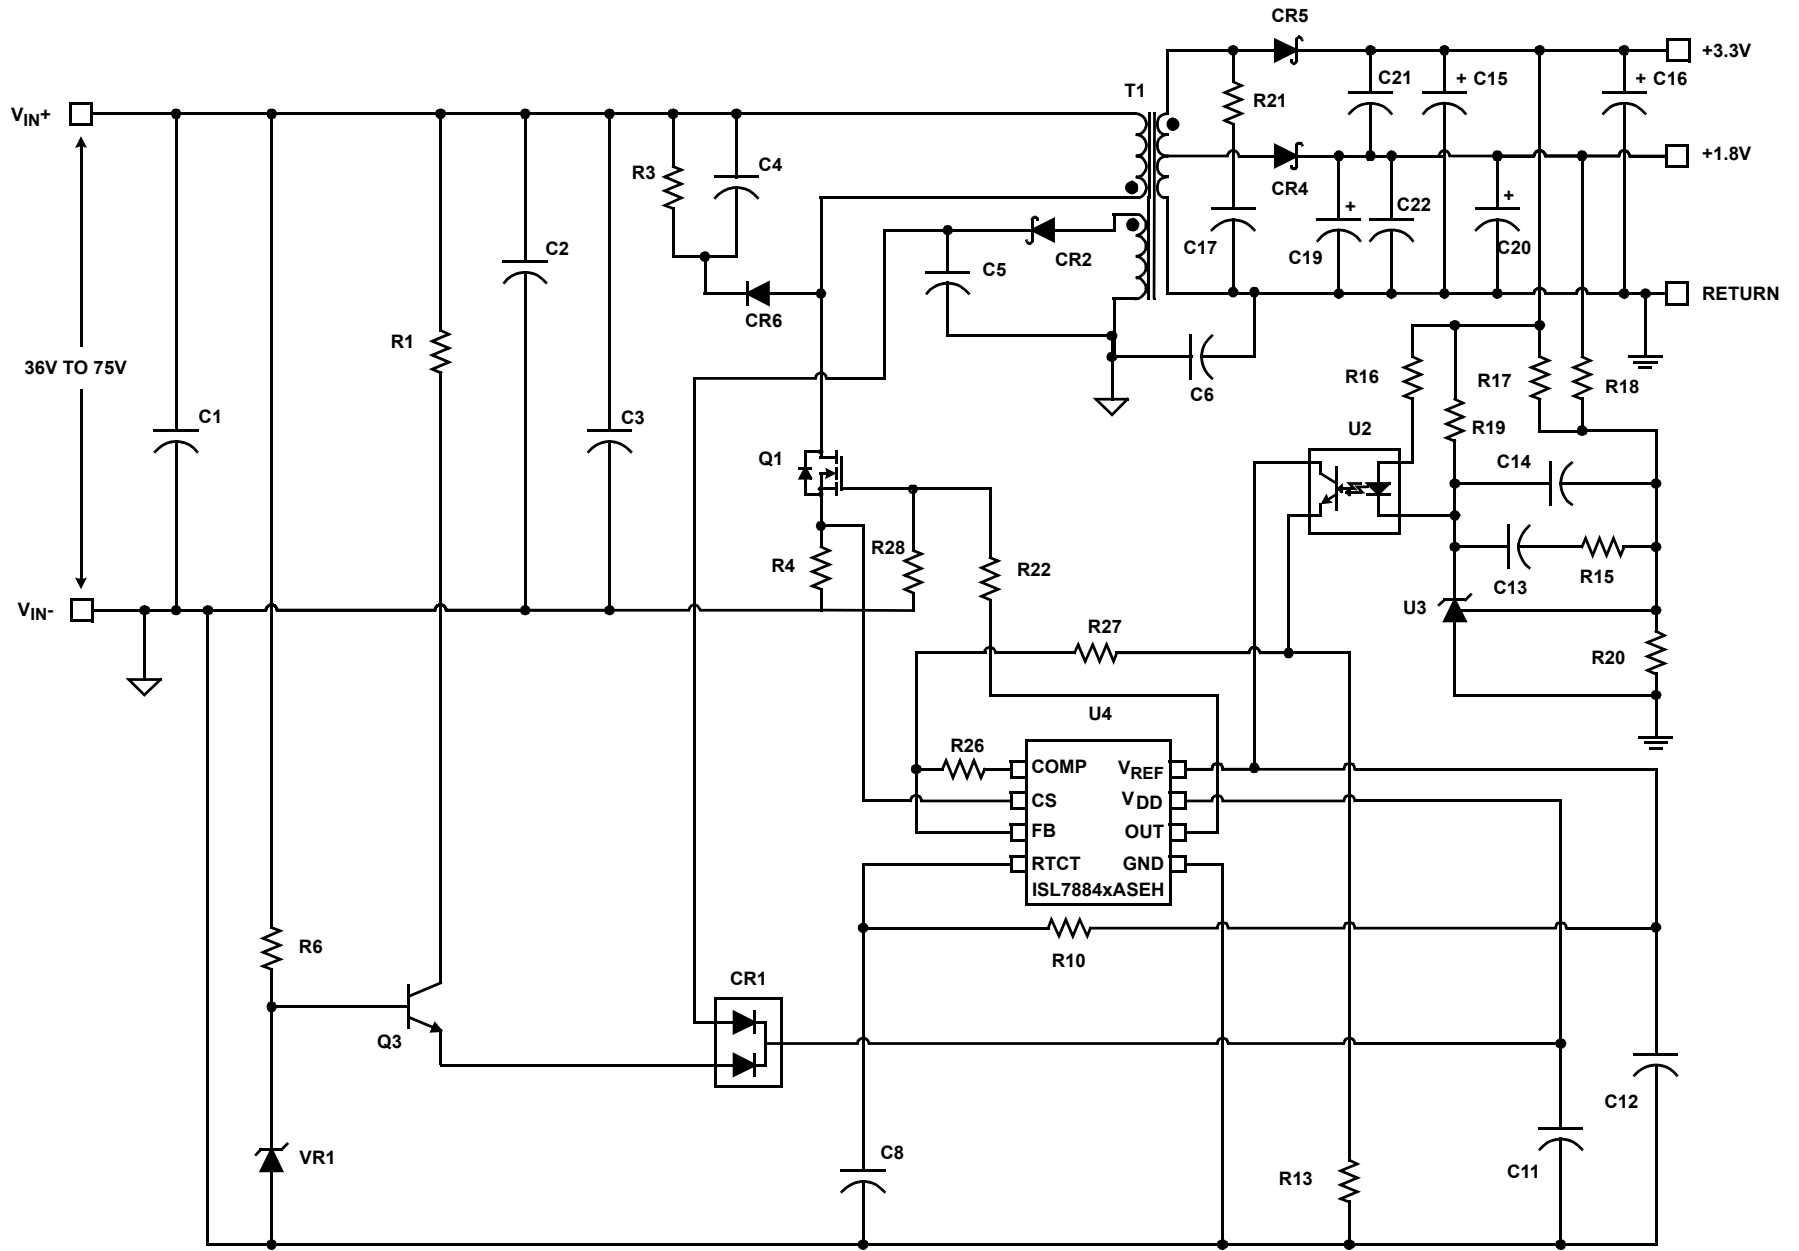 CR5
+3.3V
C21
+ C15
+ C16
T1
R21
VIN+
+1.8V
C4
R3
CR4
+
+
C22
C17
C20
C19
C2
CR2
C5
RETURN
CR6
R1
36V TO 75V
R16
R17
R18
C6
C1
C3
R19
U2
Q1
C14
R28
R4
R22
C13
R15
VIN-
U3
R27
R20
U4
R26
COMP
VREF
CS
VDD
FB
OUT
RTCT
GND
ISL7884xASEH
R6
R10
CR1
Q3
C12
VR1
C8
C11
R13